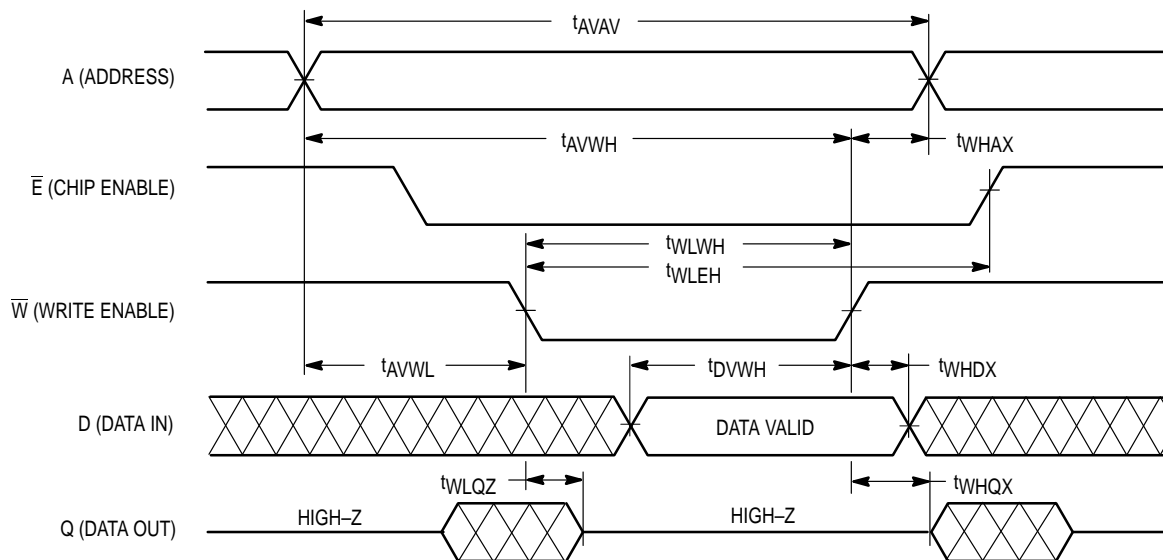 tAVAV
A (ADDRESS)
tAVWH
tWHAX
E̅ (CHIP ENABLE)
tWLWH
tWLEH
W̅ (WRITE ENABLE)
tAVWL
tDVWH
tWHDX
D (DATA IN)
DATA VALID
tWLQZ
tWHQX
Q (DATA OUT)
HIGH–Z
HIGH–Z